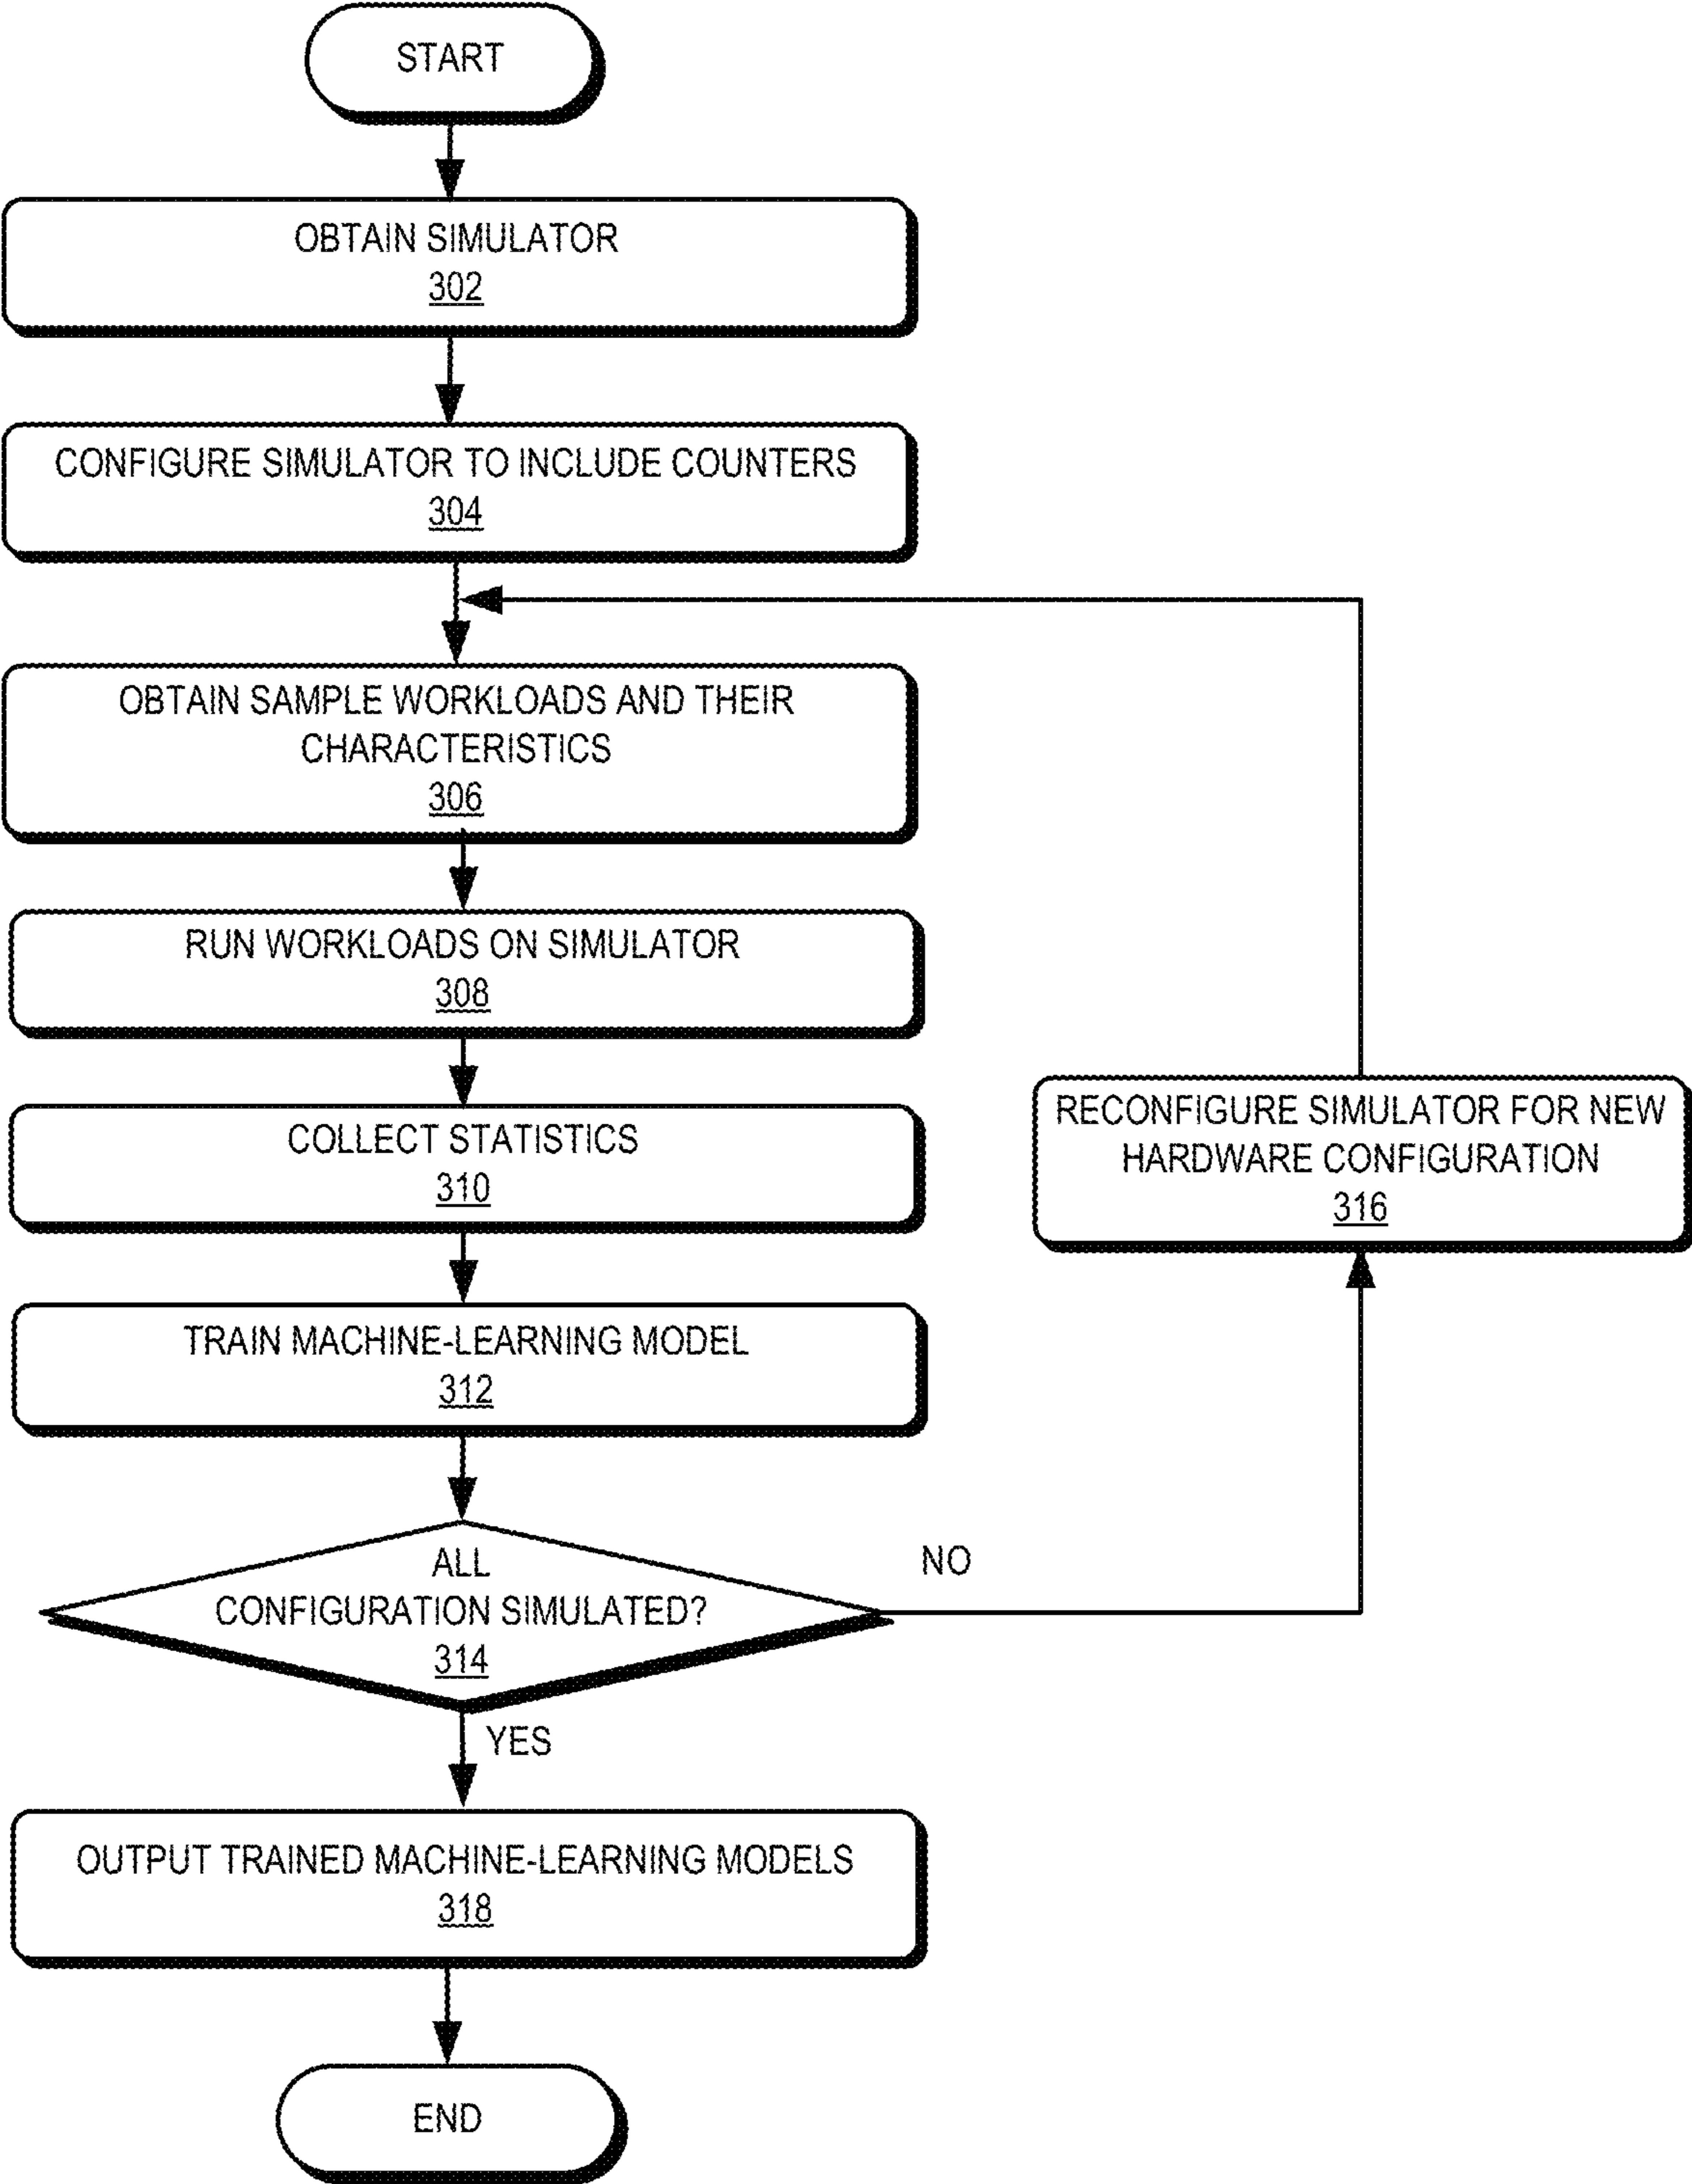 START
OBTAIN SIMULATOR
302
CONFIGURE SIMULATOR TO INCLUDE COUNTERS
304
OBTAIN SAMPLE WORKLOADS AND THEIR
CHARACTERISTICS
306
RUN WORKLOADS ON SIMULATOR
308
COLLECT STATISTICS
310
RECONFIGURE SIMULATOR FOR NEW
HARDWARE CONFIGURATION
316
TRAIN MACHINE-LEARNING MODEL
312
ALL
CONFIGURATION SIMULATED?
314
NO
YES
OUTPUT TRAINED MACHINE-LEARNING MODELS
318
END